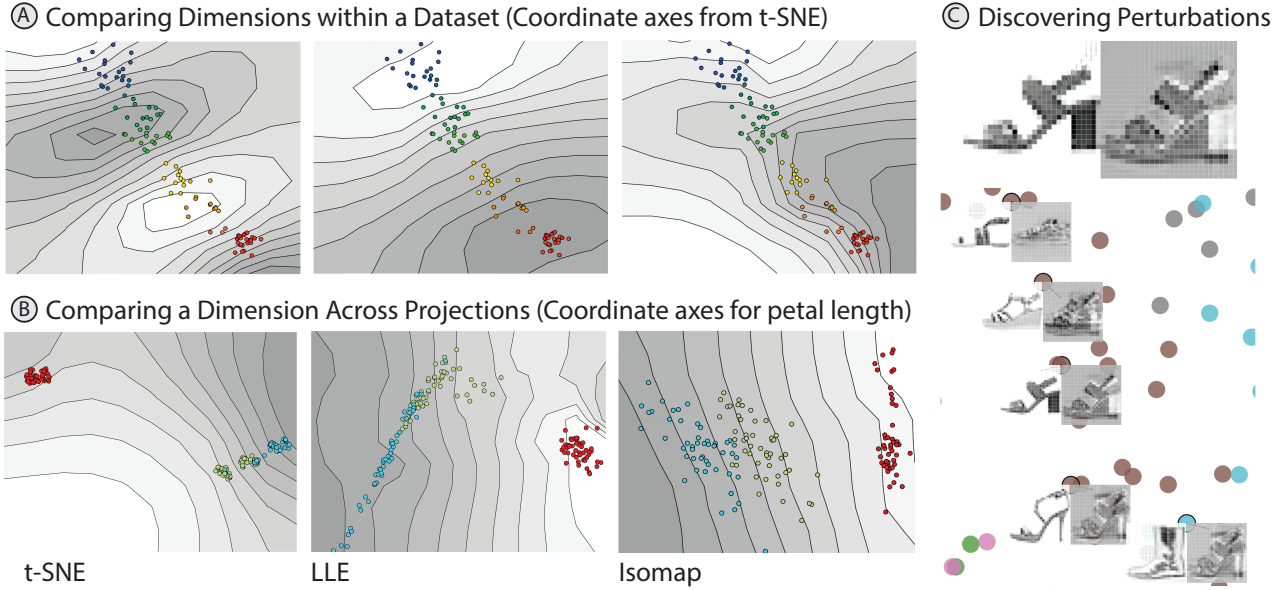 Ⓐ Comparing Dimensions within a Dataset (Coordinate axes from t-SNE)
Ⓑ Comparing a Dimension Across Projections (Coordinate axes for petal length)
t-SNE
LLE
Isomap
Ⓒ Discovering Perturbations